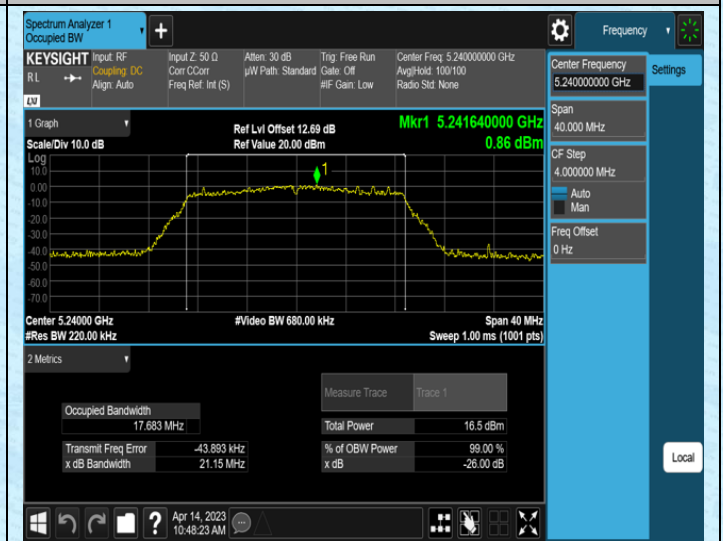 Spectrum Analyzer 1
Occupied BW
Frequency
KEYSIGHT
R L
LXI
Input: RF
Coupling: DC
Align: Auto
Input Z: 50 Ω
Corr CCorr
Freq Ref: Int (S)
Atten: 30 dB
µW Path: Standard
Trig: Free Run
Gate: Off
#IF Gain: Low
Center Freq: 5.240000000 GHz
Avg|Hold: 100/100
Radio Std: None
Center Frequency
5.240000000 GHz
Settings
Span
40.000 MHz
CF Step
4.000000 MHz
Auto
Man
Freq Offset
0 Hz
Local
1 Graph
Scale/Div 10.0 dB
Ref Lvl Offset 12.69 dB
Ref Value 20.00 dBm
Mkr1 5.241640000 GHz
0.86 dBm
Log
10.0
0.00
-10.0
-20.0
-30.0
-40.0
-50.0
-60.0
-70.0
1
Center 5.24000 GHz
#Res BW 220.00 kHz
#Video BW 680.00 kHz
Span 40 MHz
Sweep 1.00 ms (1001 pts)
2 Metrics
Measure Trace
Trace 1
Occupied Bandwidth
17.683 MHz
Total Power 16.5 dBm
Transmit Freq Error -43.893 kHz
% of OBW Power 99.00 %
x dB Bandwidth 21.15 MHz
x dB -26.00 dB
Apr 14, 2023
10:48:23 AM